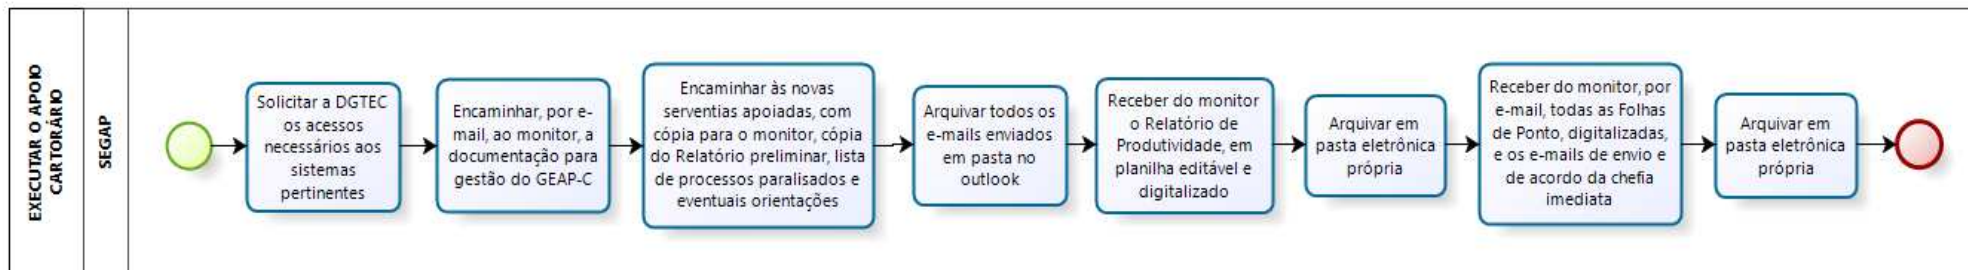 EXECUTAR O APOIO
CARTORÁRIO
SEGAP
Solicitar a DGTEC
os acessos
necessários aos
sistemas
pertinentes
Encaminhar, por e-
mail, ao monitor, a
documentação para
gestão do GEAP-C
Encaminhar às novas
serventias apoiadas, com
cópia para o monitor, cópia
do Relatório preliminar, lista
de processos paralisados e
eventuais orientações
Arquivar todos os
e-mails enviados
em pasta no
outlook
Receber do monitor
o Relatório de
Produtividade, em
planilha editável e
digitalizado
Arquivar em
pasta eletrônica
própria
Receber do monitor, por
e-mail, todas as Folhas
de Ponto, digitalizadas,
e os e-mails de envio e
de acordo da chefia
imediata
Arquivar em
pasta eletrônica
própria